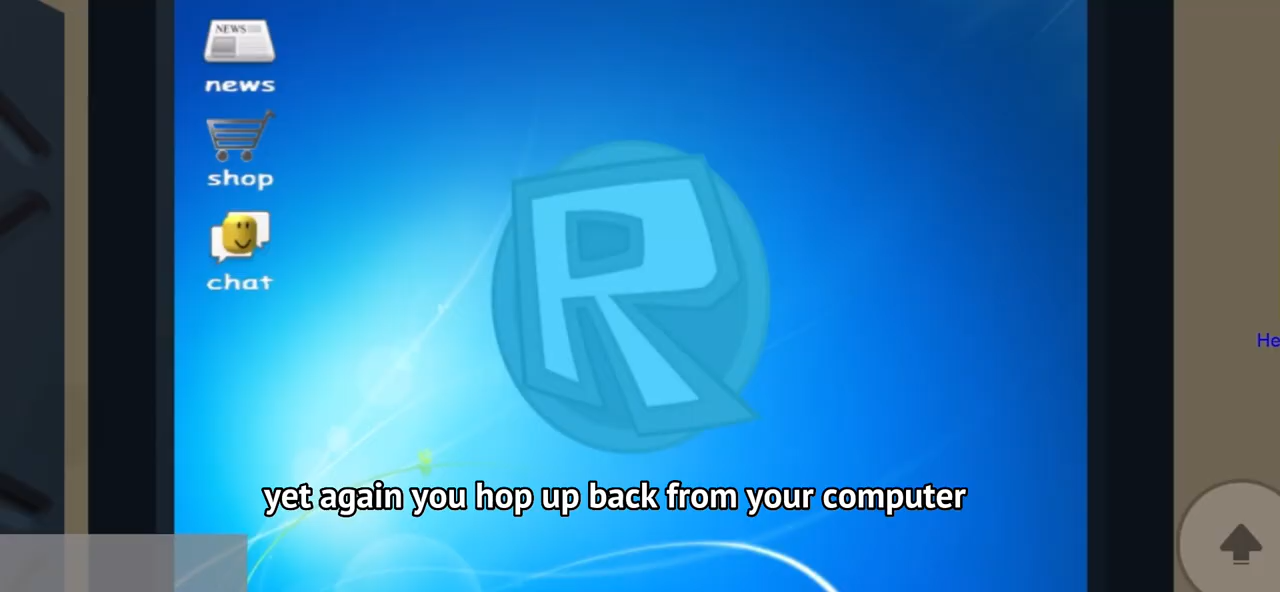 NEWS
news
shop
chat
R
He
yet again you hop up back from your computer